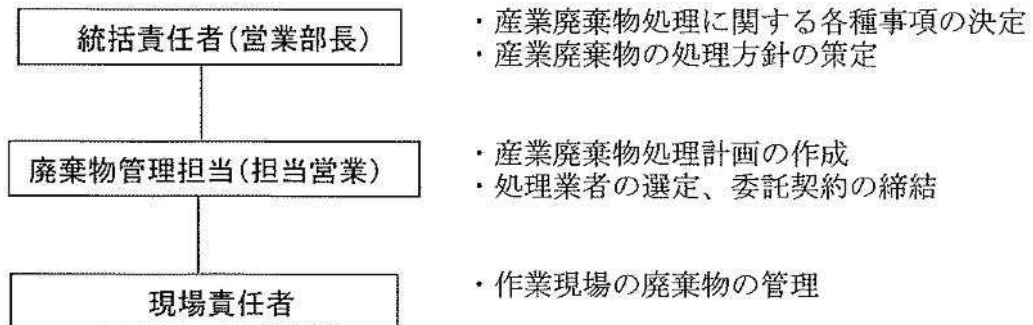 統括責任者(営業部長)
・産業廃棄物処理に関する各種事項の決定
・産業廃棄物の処理方針の策定
廃棄物管理担当(担当営業)
・産業廃棄物処理計画の作成
・処理業者の選定、委託契約の締結
現場責任者
・作業現場の廃棄物の管理